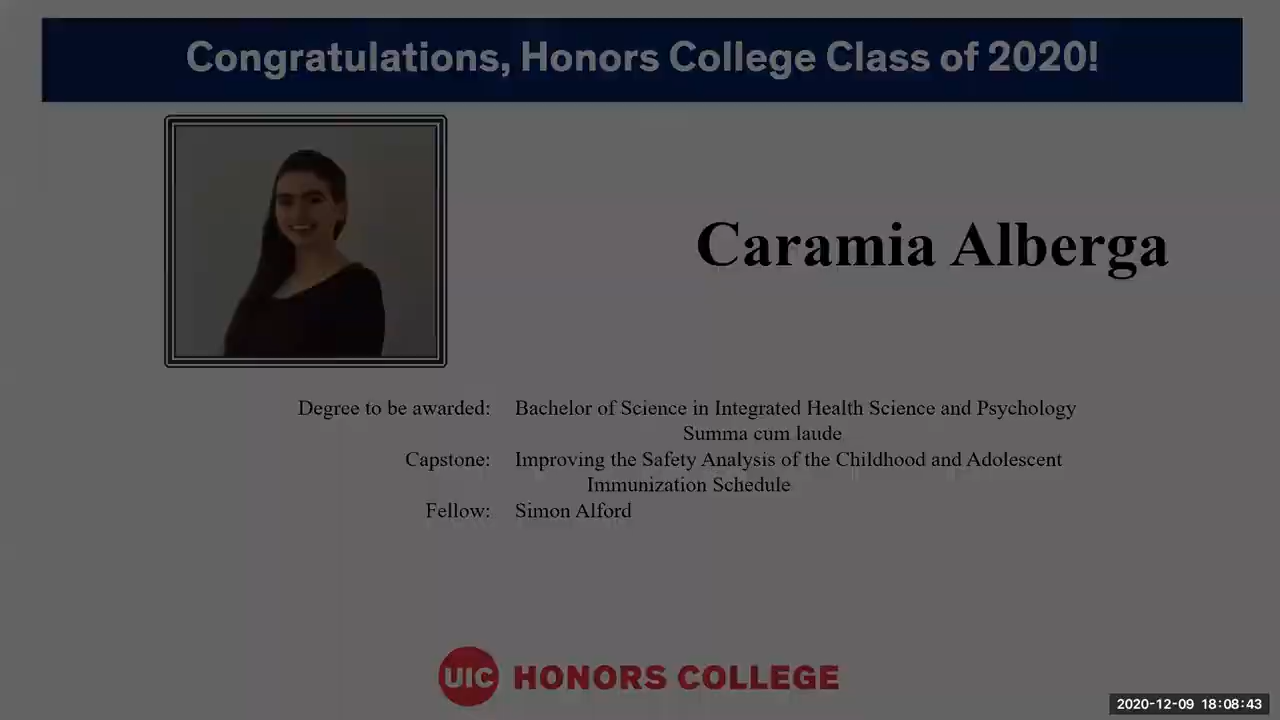 Congratulations, Honors College Class of 2020!
Caramia Alberga
Degree to be awarded: Bachelor of Science in Integrated Health Science and Psychology
Summa cum laude
Capstone: Improving the Safety Analysis of the Childhood and Adolescent
Immunization Schedule
Fellow: Simon Alford
UIC HONORS COLLEGE
2020-12-09 18:08:43